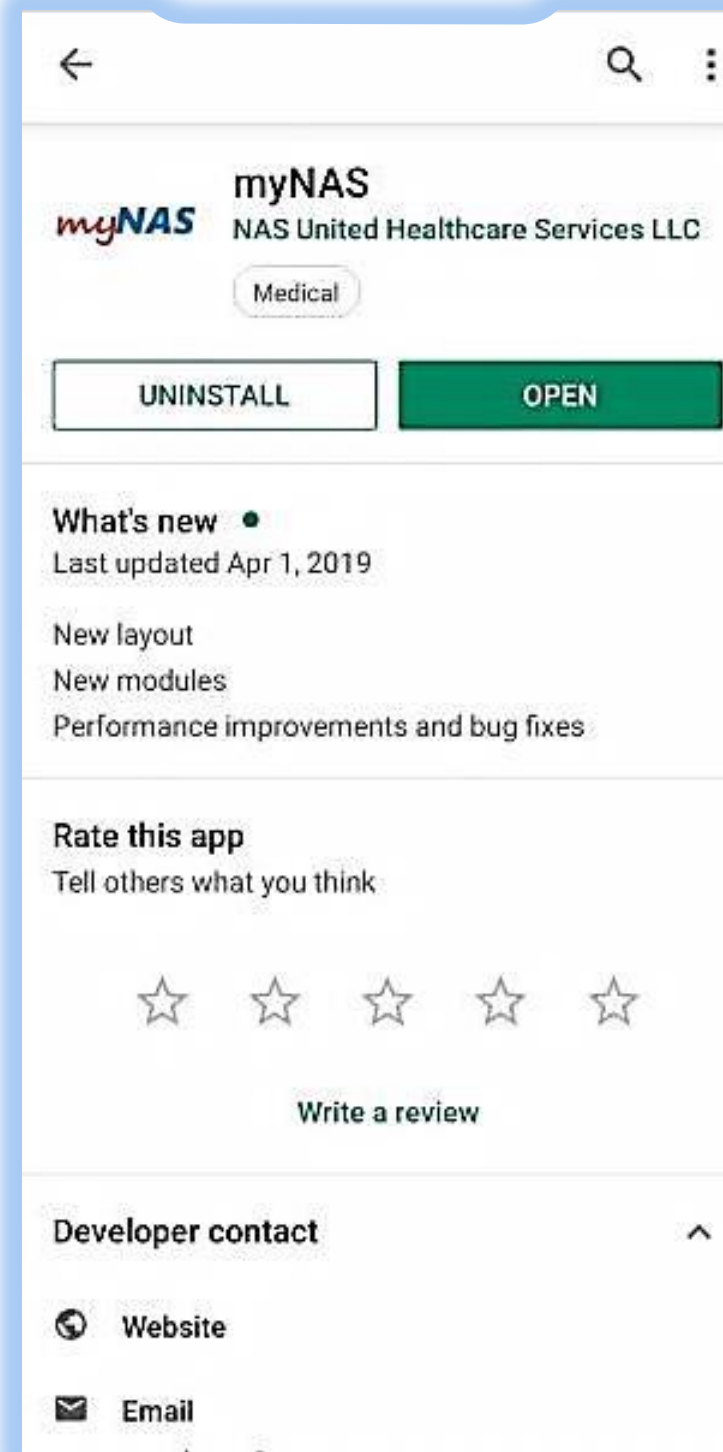 myNAS
myNAS
NAS United Healthcare Services LLC
Medical
UNINSTALL
OPEN
What's new
Last updated Apr 1, 2019
New layout
New modules
Performance improvements and bug fixes
Rate this app
Tell others what you think
Write a review
Developer contact
Website
Email